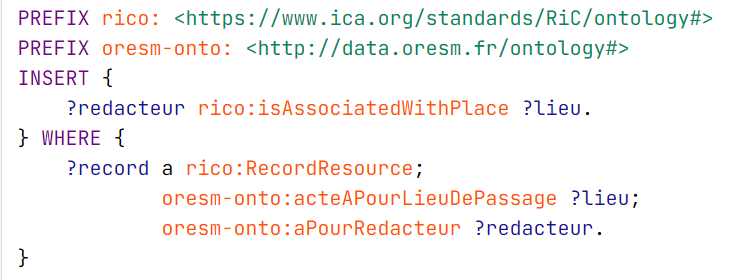 PREFIX rico: <https://www.ica.org/standards/RiC/ontology#>
PREFIX oresm-onto: <http://data.oresm.fr/ontology#>
INSERT {
    ?redacteur rico:isAssociatedWithPlace ?lieu.
} WHERE {
    ?record a rico:RecordResource;
            oresm-onto:acteAPourLieuDePassage ?lieu;
            oresm-onto:aPourRedacteur ?redacteur.
}